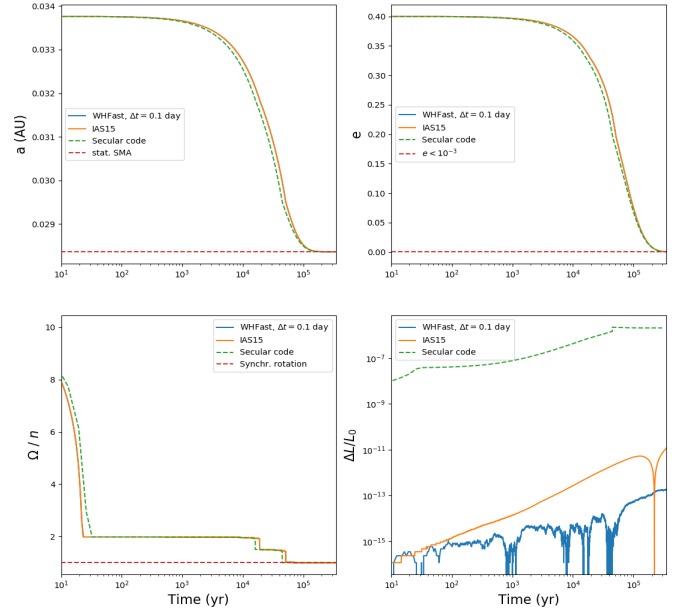 0.034
0.033
0.032
0.031
0.030
0.029
a (AU)
WHFast, Δt = 0.1 day
IAS15
Secular code
stat. SMA
10¹ 10² 10³ 10⁴ 10⁵
0.40
0.35
0.30
0.25
0.20
0.15
0.10
0.05
0.00
e
WHFast, Δt = 0.1 day
IAS15
Secular code
e < 10⁻³
10¹ 10² 10³ 10⁴ 10⁵
10
8
6
4
2
Ω / n
WHFast, Δt = 0.1 day
IAS15
Secular code
Synchr. rotation
10¹ 10² 10³ 10⁴ 10⁵
Time (yr)
10⁻⁷
10⁻⁹
10⁻¹¹
10⁻¹³
10⁻¹⁵
ΔL/L₀
WHFast, Δt = 0.1 day
IAS15
Secular code
10¹ 10² 10³ 10⁴ 10⁵
Time (yr)